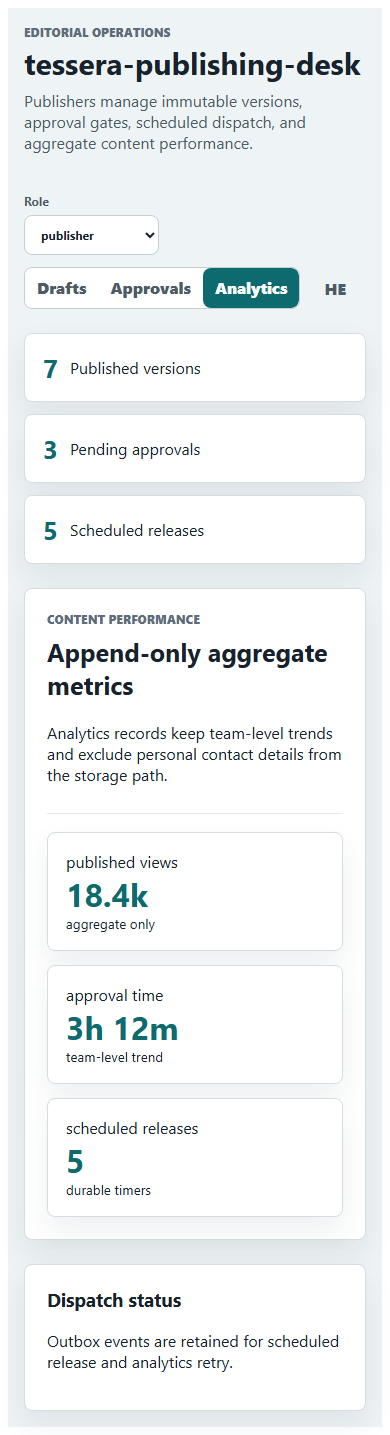 EDITORIAL OPERATIONS
tessera-publishing-desk
Publishers manage immutable versions,
approval gates, scheduled dispatch, and
aggregate content performance.
Role
publisher
Drafts Approvals Analytics HE
7 Published versions
3 Pending approvals
5 Scheduled releases
CONTENT PERFORMANCE
Append-only aggregate
metrics
Analytics records keep team-level trends
and exclude personal contact details from
the storage path.
published views
18.4k
aggregate only
approval time
3h 12m
team-level trend
scheduled releases
5
durable timers
Dispatch status
Outbox events are retained for scheduled
release and analytics retry.